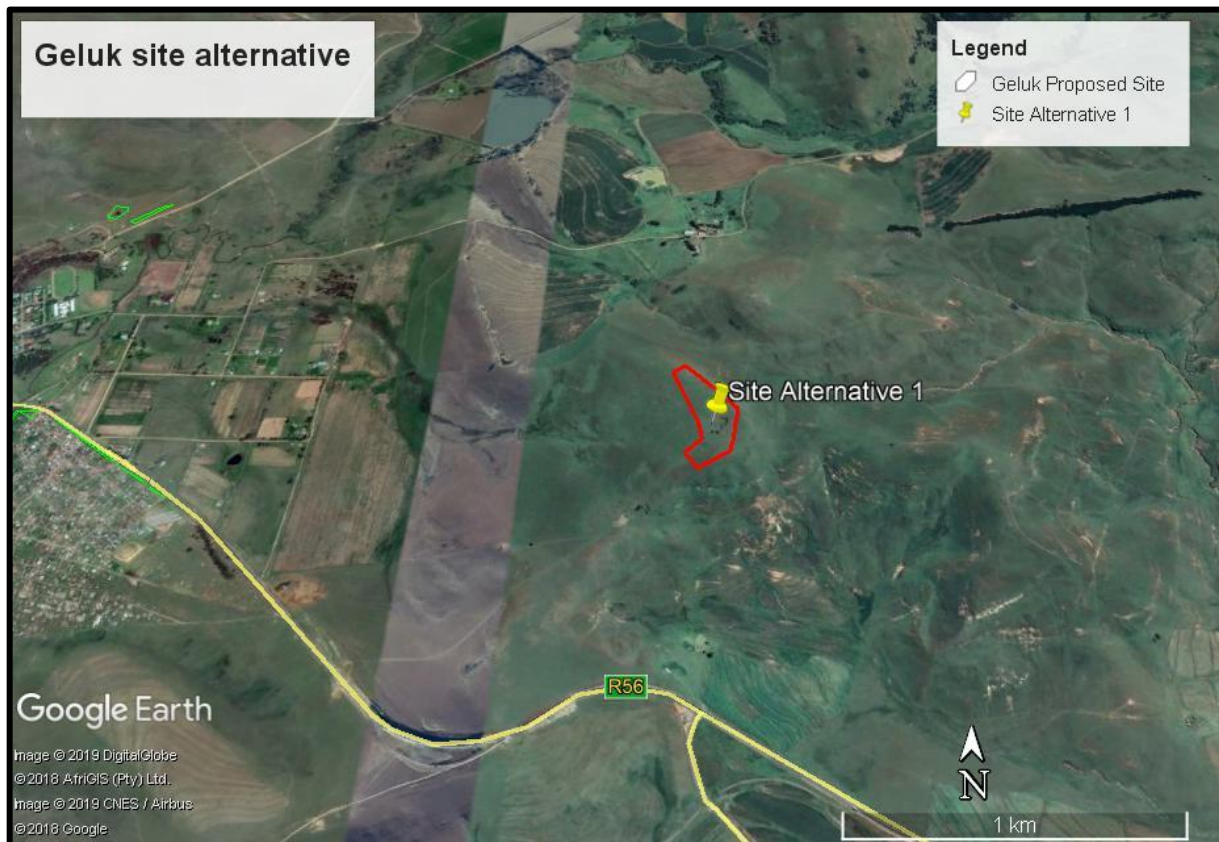 Geluk site alternative
Legend
Geluk Proposed Site
Site Alternative 1
Site Alternative 1
R56
Google Earth
Image © 2019 DigitalGlobe
© 2018 AfriGIS (Pty) Ltd.
Image © 2019 CNES / Airbus
© 2018 Google
N
1 km